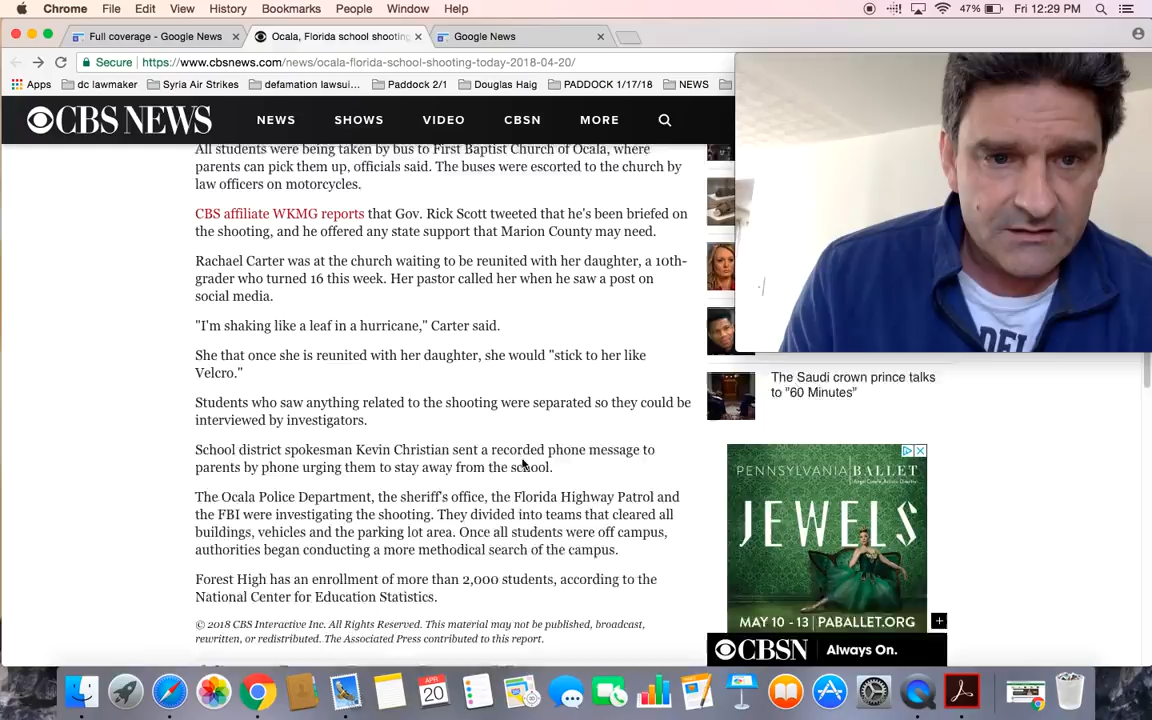 Chrome File Edit View History Bookmarks People Window Help 47% Fri 12:29 PM
Full coverage - Google News × Ocala, Florida school shooting × Google News ×
Secure https://www.cbsnews.com/news/ocala-florida-school-shooting-today-2018-04-20/
Apps dc lawmaker Syria Air Strikes defamation lawsui... Paddock 2/1 Douglas Haig PADDOCK 1/17/18 NEWS
CBS NEWS NEWS SHOWS VIDEO CBSN MORE
All students were being taken by bus to First Baptist Church of Ocala, where
parents can pick them up, officials said. The buses were escorted to the church by
law officers on motorcycles.
CBS affiliate WKMG reports that Gov. Rick Scott tweeted that he's been briefed on
the shooting, and he offered any state support that Marion County may need.
Rachael Carter was at the church waiting to be reunited with her daughter, a 10th-
grader who turned 16 this week. Her pastor called her when he saw a post on
social media.
"I'm shaking like a leaf in a hurricane," Carter said.
She that once she is reunited with her daughter, she would "stick to her like
Velcro."
Students who saw anything related to the shooting were separated so they could be
interviewed by investigators.
School district spokesman Kevin Christian sent a recorded phone message to
parents by phone urging them to stay away from the school.
The Ocala Police Department, the sheriff's office, the Florida Highway Patrol and
the FBI were investigating the shooting. They divided into teams that cleared all
buildings, vehicles and the parking lot area. Once all students were off campus,
authorities began conducting a more methodical search of the campus.
Forest High has an enrollment of more than 2,000 students, according to the
National Center for Education Statistics.
© 2018 CBS Interactive Inc. All Rights Reserved. This material may not be published, broadcast,
rewritten, or redistributed. The Associated Press contributed to this report.
The Saudi crown prince talks
to "60 Minutes"
PENNSYLVANIA BALLET
JEWELS
MAY 10 - 13 | PABALLET.ORG
CBSN Always On.
APR
20